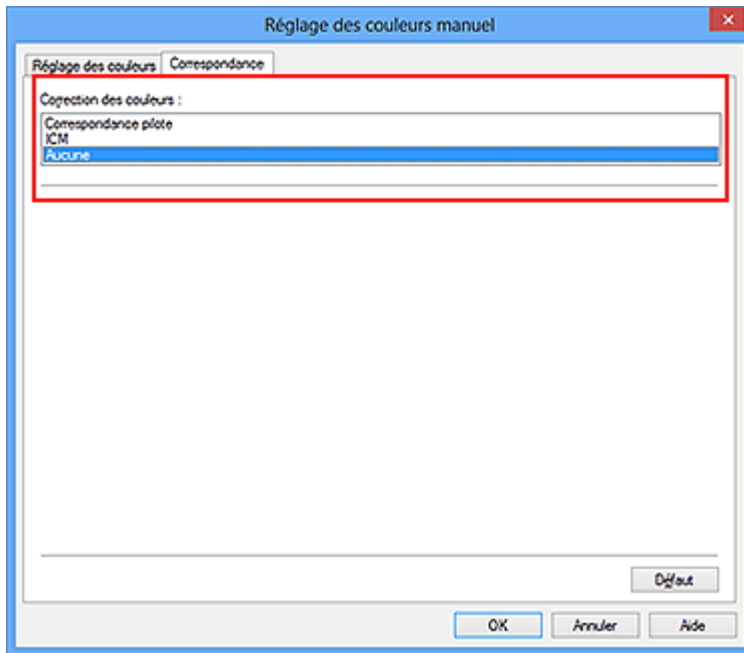 Réglage des couleurs manuel
Réglage des couleurs Correspondance
Correction des couleurs :
Correspondance pilote
ICM
Aucune
Défaut
OK Annuler Aide